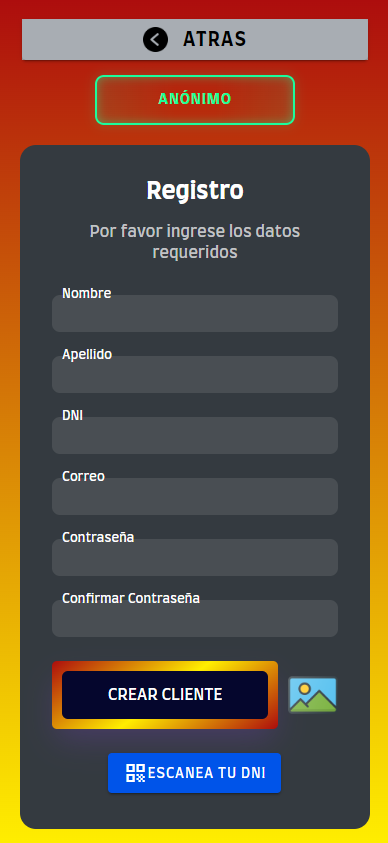 ATRAS
ANÓNIMO
Registro
Por favor ingrese los datos
requeridos
Nombre
Apellido
DNI
Correo
Contraseña
Confirmar Contraseña
CREAR CLIENTE
ESCANEA TU DNI